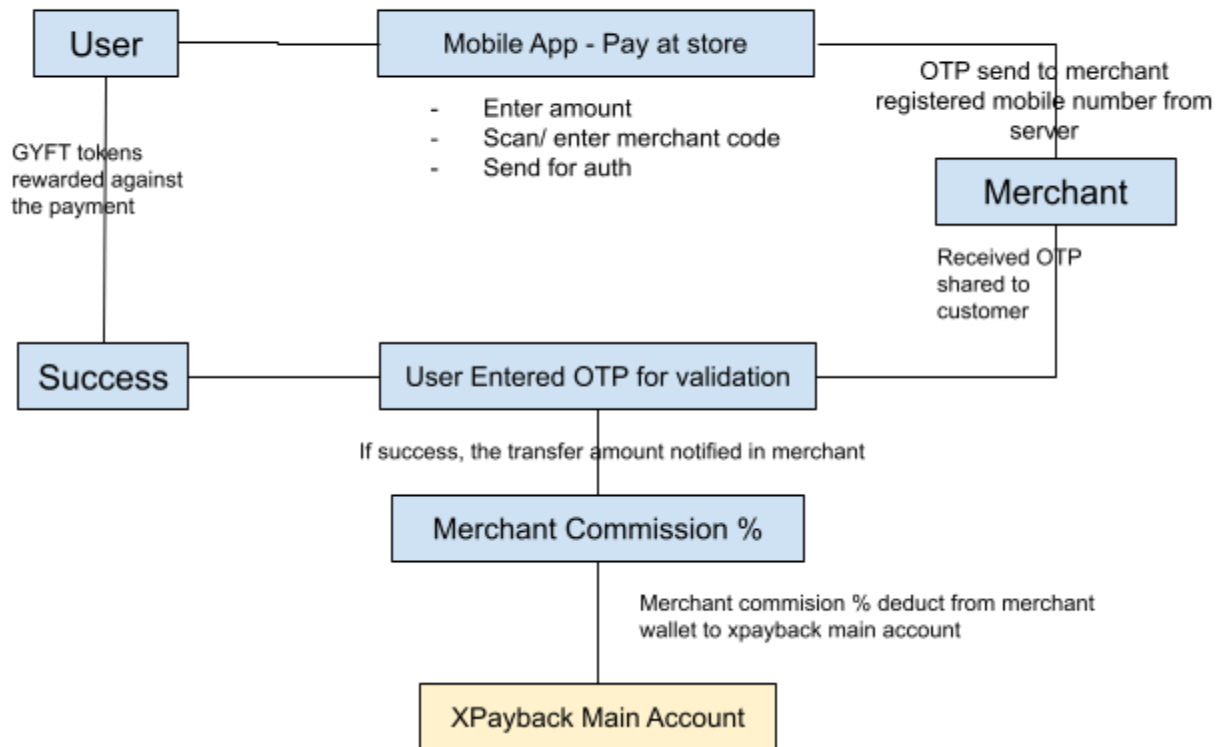 User
Mobile App - Pay at store
- Enter amount
- Scan/ enter merchant code
- Send for auth
OTP send to merchant
registered mobile number from
server
GYFT tokens
rewarded against
the payment
Merchant
Received OTP
shared to
customer
Success
User Entered OTP for validation
If success, the transfer amount notified in merchant
Merchant Commission %
Merchant commision % deduct from merchant
wallet to xpayback main account
XPayback Main Account